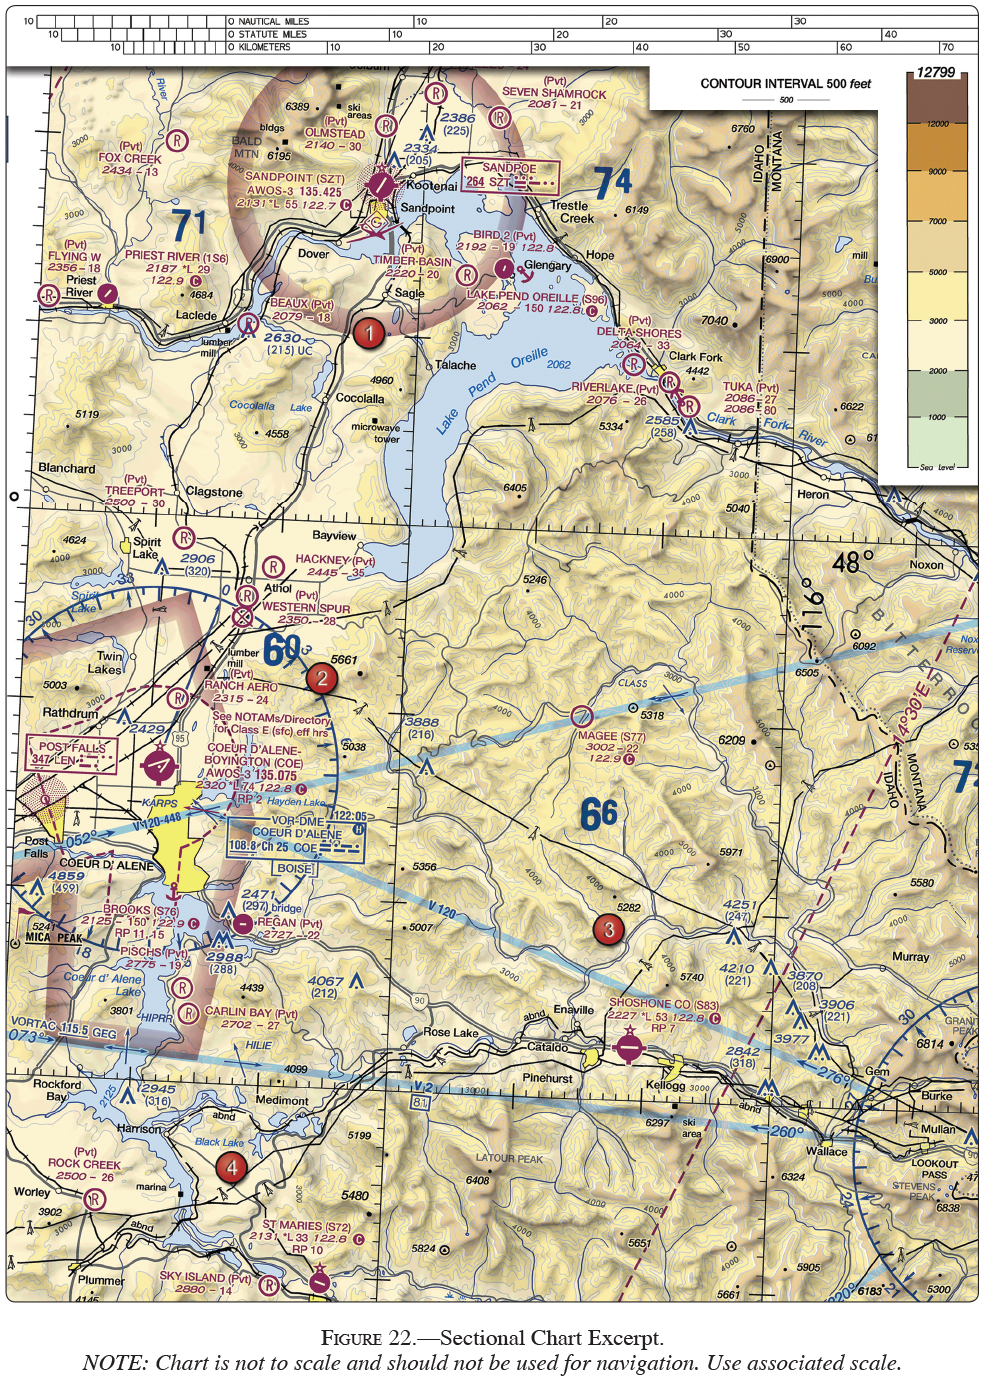 10 0 NAUTICAL MILES 10 20 30
10 0 STATUTE MILES 10 20 30 40
10 0 KILOMETERS 10 20 30 40 50 60 70
CONTOUR INTERVAL 500 feet
500
12799
12000
9000
7000
5000
3000
2000
1000
Sea Level
(Pvt)
SEVEN SHAMROCK
2081 - 21
6389
ski
areas
2386
(225)
6760
IDAHO
MONTANA
(Pvt)
OLMSTEAD
2140 - 30
bldgs
BALD
MTN
6195
2334
(205)
(Pvt)
FOX CREEK
2434 - 13
SANDPOINT (SZT)
AWOS-3 135.425
2131 *L 55 122.7 C
Kootenai
Sandpoint
SANDPOE
264 SZT
74
Trestle
Creek
6149
71
(Pvt)
FLYING W
2356 - 18
PRIEST RIVER (1S6)
2187 *L 29
122.9 C
Priest
River
4684
Dover
(Pvt)
TIMBER BASIN
2220 - 20
BIRD 2 (Pvt)
2192 - 19 122.8
Glengary
Hope
6900
mill
Sagle
LAKE PEND OREILLE (S96)
2062 - 150 122.8 C
BEAUX (Pvt)
2079 - 18
Laclede
lumber
mill
2630
(215) UC
1
(Pvt)
DELTA SHORES
2064 - 33
7040
Talache
Lake Pend Oreille
2062
Clark Fork
4442
4960
Cocolalla
Cocolalla Lake
RIVERLAKE (Pvt)
2076 - 26
TUKA (Pvt)
2086 - 27
2086 - 80
5119
4558
microwave
tower
5334
2585
(258)
Clark Fork River
6622
Blanchard
(Pvt)
TREEPORT
2500 - 30
Clagstone
6405
5040
Heron
4624
Spirit
Lake
2906
(320)
Bayview
HACKNEY (Pvt)
2445 - 35
48°
Noxon
5246
116°
Athol
(Pvt)
WESTERN SPUR
2350 - 28
Spirit
Lake
33
30
60
Twin
Lakes
lumber
mill
(Pvt)
RANCH AERO
2315 - 24
5661
2
CLASS
5318
6092
6505
BITTERRO
14°30'E
5003
Rathdrum
2429
See NOTAMs/Directory
for Class E (sfc) eff hrs
3888
(216)
MAGEE (S77)
3002 - 22
122.9 C
6209
POST FALLS
347 LEN
95
5038
COEUR D'ALENE-
BOYINGTON (COE)
AWOS-3 135.075
2320 *L 74 122.8 C
RP 2
Hayden Lake
IDAHO
MONTANA
KARPS
V 120-448
052°
66
122.05
VOR-DME
COEUR D'ALENE
108.8 Ch 25 COE
BOISE
Post
Falls
COEUR D'ALENE
5356
5971
5580
4859
(499)
V 120
2471
(297) bridge
5282
4251
(247)
BROOKS (S76)
2125 - 150 122.9 C
RP 11, 15
REGAN (Pvt)
2727 - 22
5007
3
5241
MICA PEAK
18
2988
(288)
PISCHS (Pvt)
2775 - 19
Coeur d'Alene
Lake
4439
4067
(212)
5740
4210
(221)
3870
(208)
Murray
3801
CARLIN BAY (Pvt)
2702 - 27
90
SHOSHONE CO (S83)
2227 *L 53 122.8 C
RP 7
3906
(221)
3977
30
HIPRR
VORTAC 115.5 GEG
073°
HILIE
Enaville
abnd
Rose Lake
Cataldo
2842
(318)
6814
276°
Gem
Rockford
Bay
2125
2945
(316)
4099
V 2
81
Pinehurst
Kellogg
abnd
Burke
Medimont
abnd
Harrison
Black Lake
5199
6297
ski
area
260°
Wallace
Mullan
LATOUR PEAK
6408
LOOKOUT
PASS
STEVENS
PEAK
(Pvt)
ROCK CREEK
2500 - 26
4
Worley
marina
3902
abnd
5480
6324
6838
24
ST MARIES (S72)
2131 *L 33 122.8 C
RP 10
5824
5651
5905
Plummer
SKY ISLAND (Pvt)
2880 - 14
5661
6183
21
5300
FIGURE 22.—Sectional Chart Excerpt.
NOTE: Chart is not to scale and should not be used for navigation. Use associated scale.